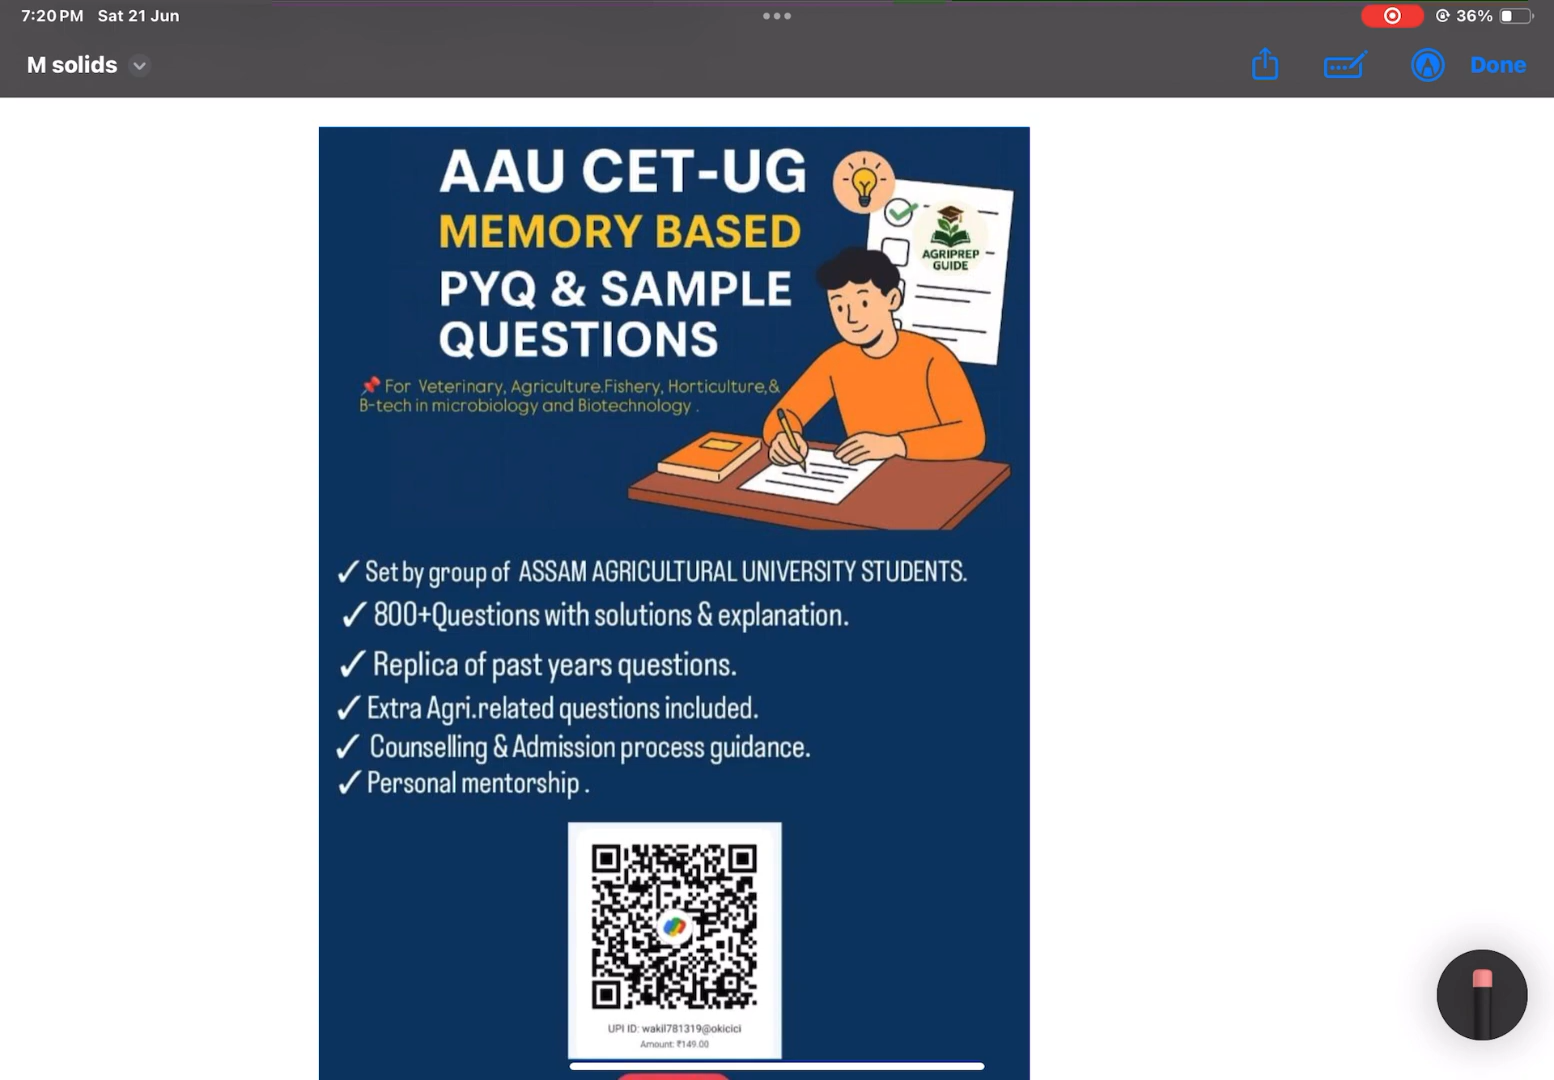 7:20 PM Sat 21 Jun
36%
M solids
Done
AAU CET-UG
MEMORY BASED
PYQ & SAMPLE
QUESTIONS
AGRIPREP
GUIDE
📌 For Veterinary, Agriculture.Fishery, Horticulture,&
B-tech in microbiology and Biotechnology .
✓ Set by group of ASSAM AGRICULTURAL UNIVERSITY STUDENTS.
✓ 800+Questions with solutions & explanation.
✓ Replica of past years questions.
✓ Extra Agri.related questions included.
✓ Counselling & Admission process guidance.
✓ Personal mentorship .
UPI ID: wakil781319@okicici
Amount: ₹149.00